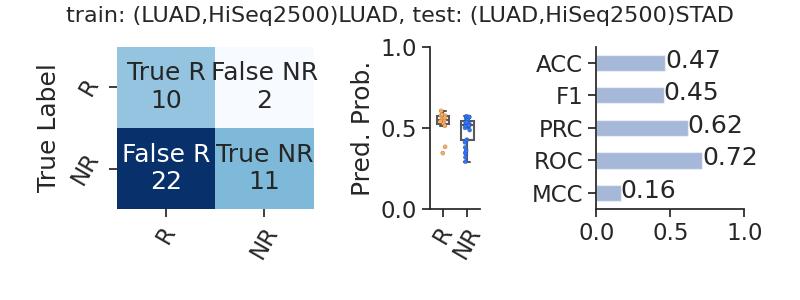 train: (LUAD,HiSeq2500)LUAD, test: (LUAD,HiSeq2500)STAD
True Label
R
NR
True R
10
False NR
2
False R
22
True NR
11
R
NR
Pred. Prob.
1.0
0.5
0.0
R
NR
ACC
F1
PRC
ROC
MCC
0.47
0.45
0.62
0.72
0.16
0.0
0.5
1.0